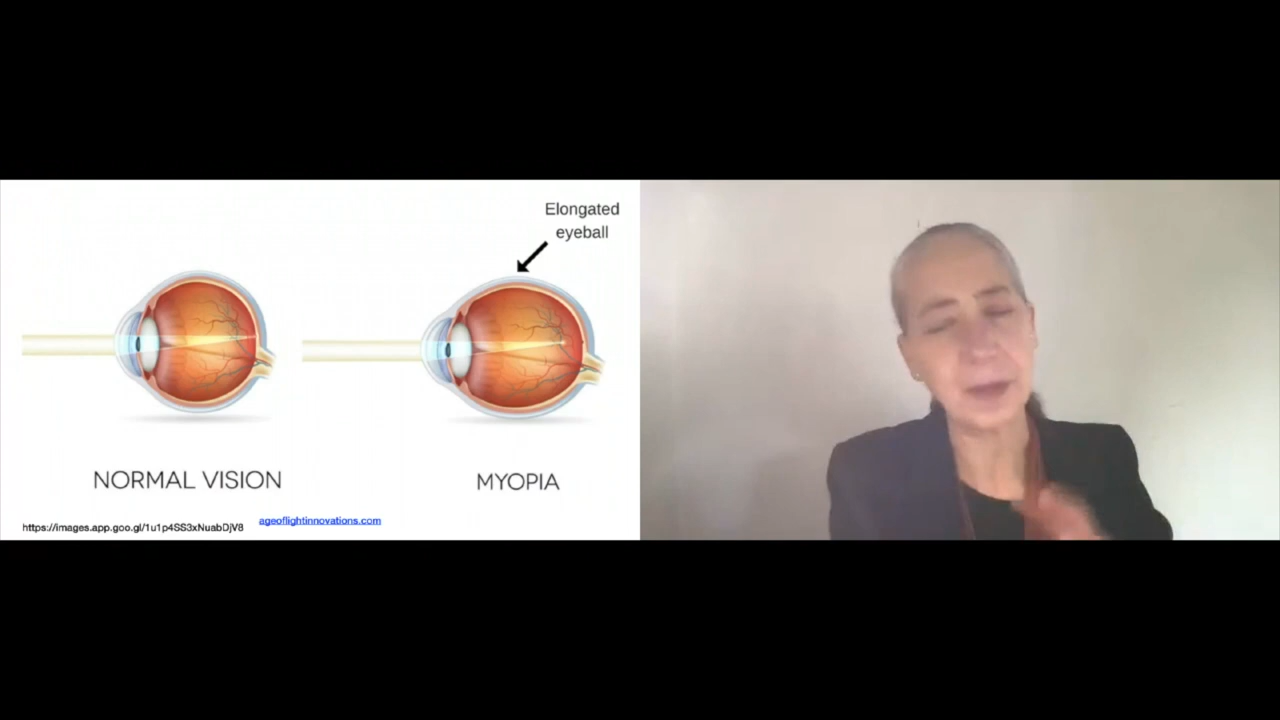 Elongated
eyeball
NORMAL VISION
MYOPIA
https://images.app.goo.gl/1u1p4SS3xNuabDjV8
ageoflightinnovations.com